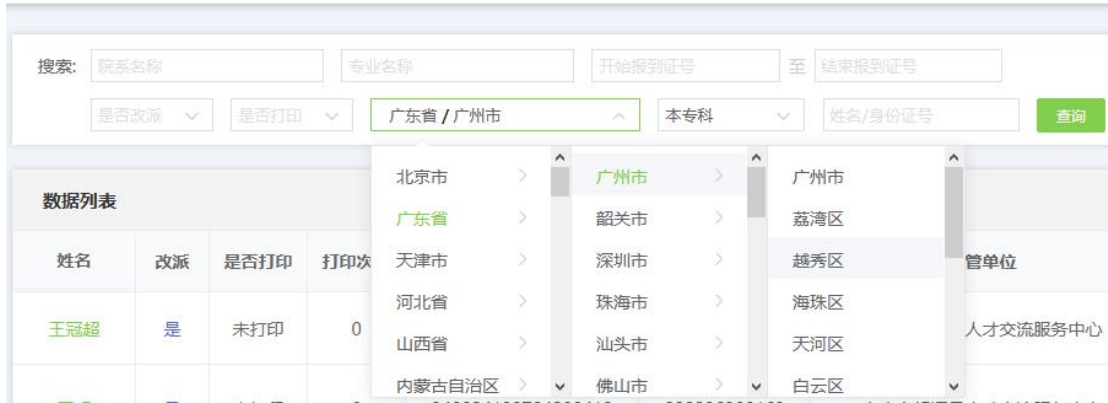 搜索: 院系名称 专业名称 开始报到证号 至 结束报到证号
是否改派 是否打印 广东省 / 广州市 本专科 姓名/身份证号 查询
北京市 广州市 广州市
数据列表
广东省 韶关市 荔湾区
姓名 改派 是否打印 打印次 天津市 深圳市 越秀区 管单位
河北省 珠海市 海珠区
王冠超 是 未打印 0 人才交流服务中心
山西省 汕头市 天河区
内蒙古自治区 佛山市 白云区